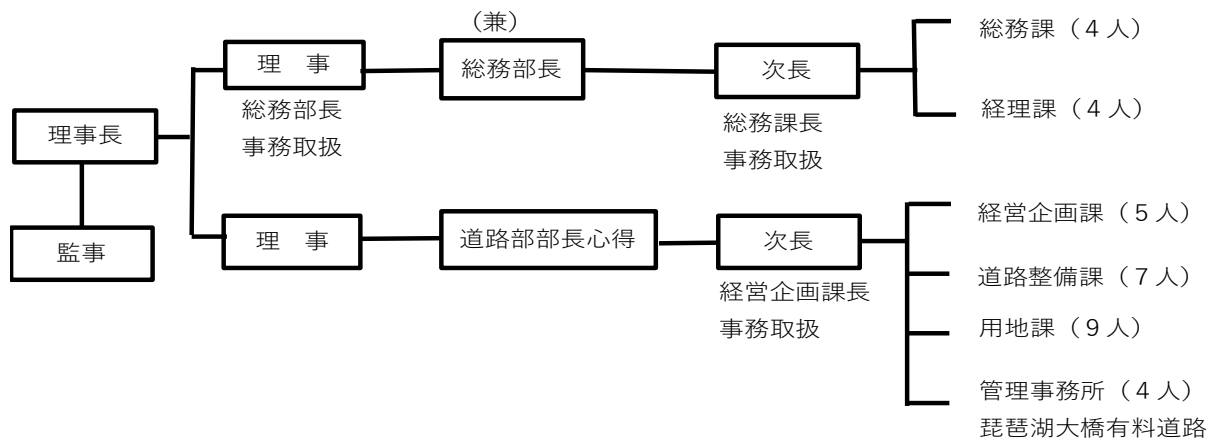 （兼）
理　事
総務部長
次長
総務課（４人）
総務部長
事務取扱
総務課長
事務取扱
経理課（４人）
理事長
監事
理　事
道路部部長心得
次長
経営企画課長
事務取扱
経営企画課（５人）
道路整備課（７人）
用地課（９人）
管理事務所（４人）
琵琶湖大橋有料道路